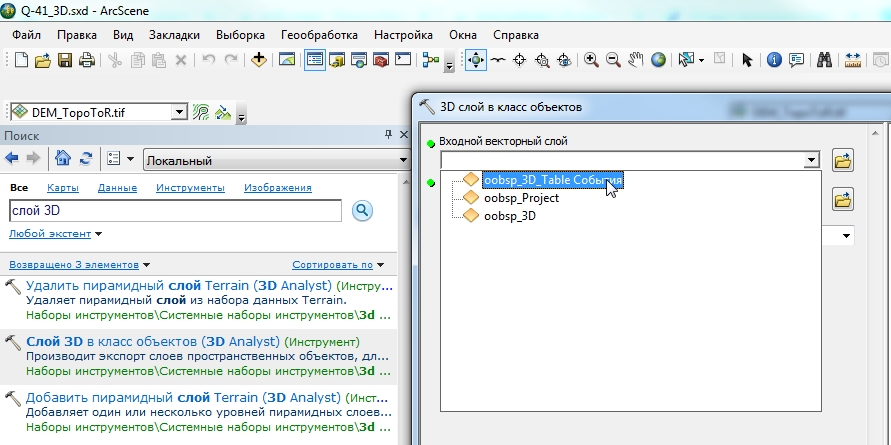 Q-41_3D.sxd - ArcScene
Файл Правка Вид Закладки Выборка Геообработка Настройка Окна Справка
DEM_TopoToR.tif
3D слой в класс объектов
Поиск
Входной векторный слой
Локальный
Все Карты Данные Инструменты Изображения
oobsp_3D_Table События
oobsp_Project
oobsp_3D
слой 3D
Любой экстент
Возвращено 3 элементов Сортировать по
Удалить пирамидный слой Terrain (3D Analyst) (Инстру...
Удаляет пирамидный слой из набора данных Terrain.
Наборы инструментов\Системные наборы инструментов\3d ...
Слой 3D в класс объектов (3D Analyst) (Инструмент)
Производит экспорт слоев пространственных объектов, дл...
Наборы инструментов\Системные наборы инструментов\3d ...
Добавить пирамидный слой Terrain (3D Analyst) (Инст...
Добавляет один или несколько уровней пирамидных слоев...
Наборы инструментов\Системные наборы инструментов\3d ...